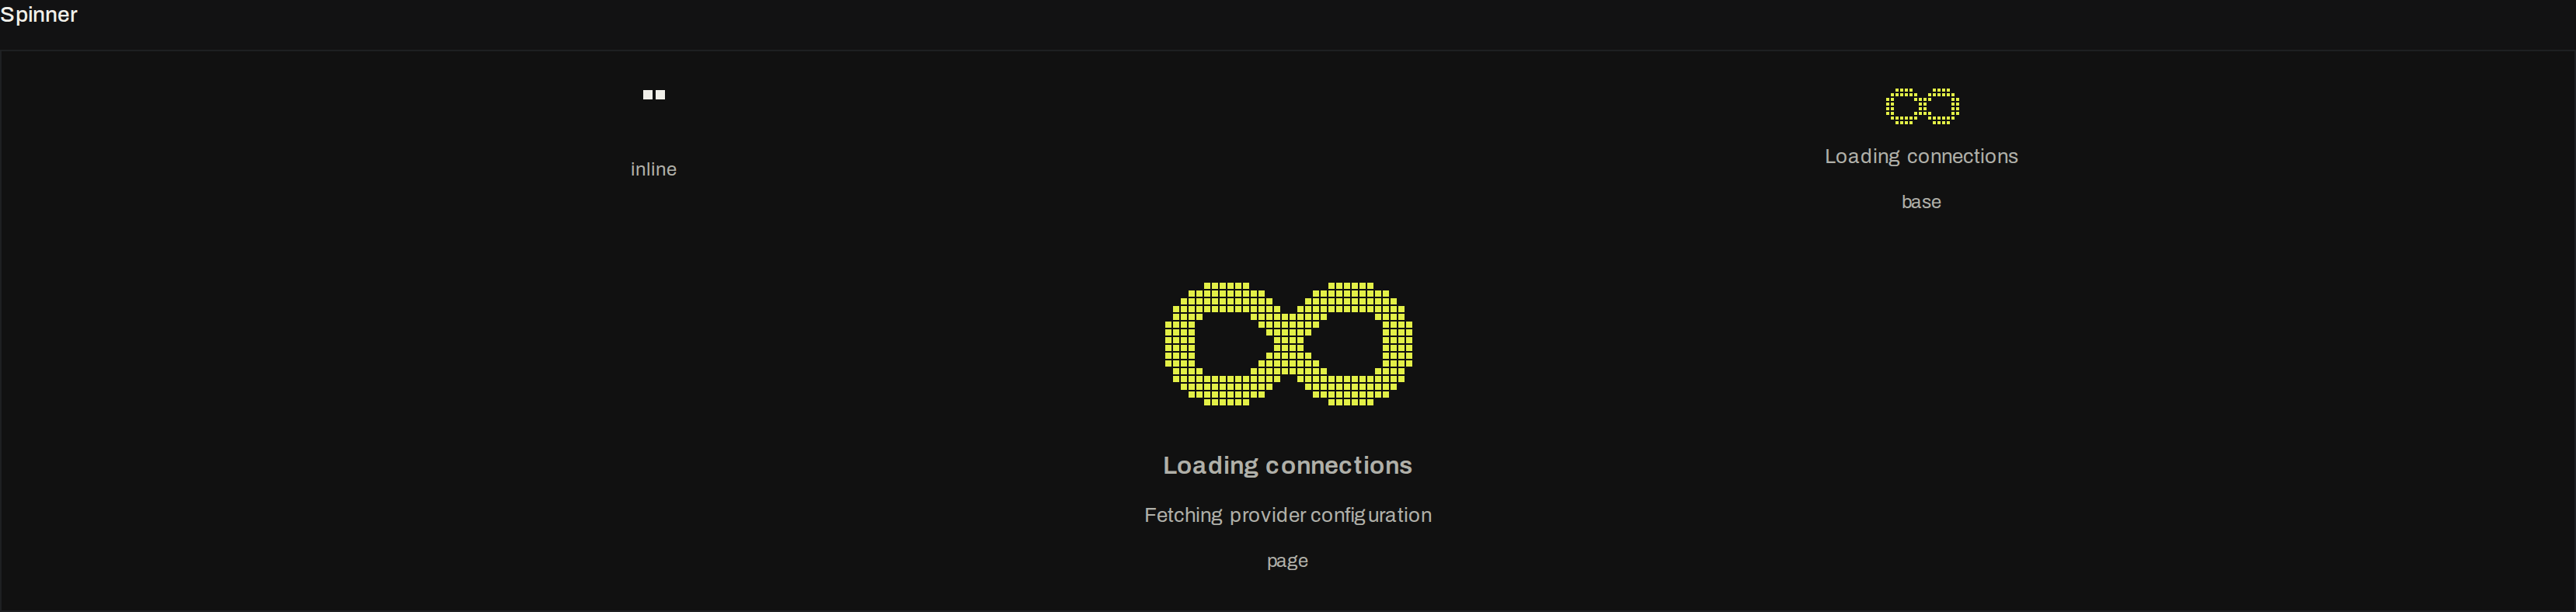 Spinner
inline
Loading connections
base
Loading connections
Fetching provider configuration
page